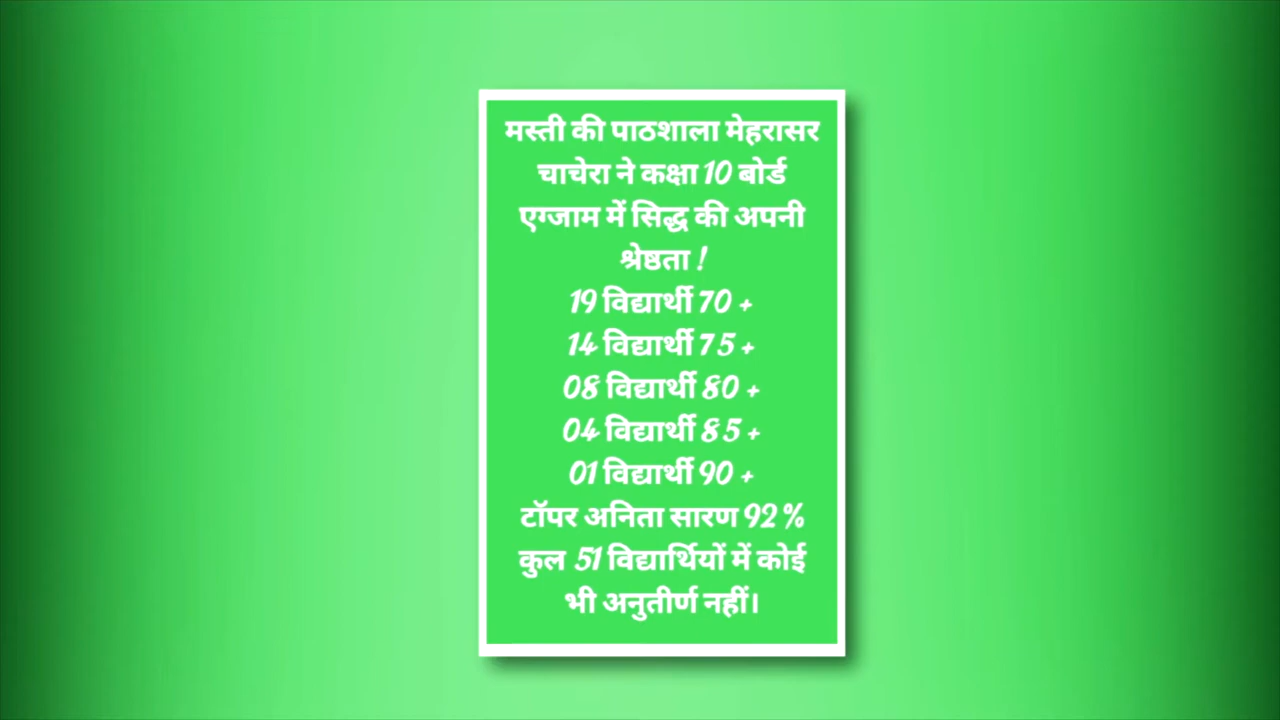 मस्ती की पाठशाला मेहरासर
चाचेरा ने कक्षा 10 बोर्ड
एग्जाम में सिद्ध की अपनी
श्रेष्ठता !
19 विद्यार्थी 70 +
14 विद्यार्थी 75 +
08 विद्यार्थी 80 +
04 विद्यार्थी 85 +
01 विद्यार्थी 90 +
टॉपर अनिता सारण 92 %
कुल 51 विद्यार्थियों में कोई
भी अनुतीर्ण नहीं।